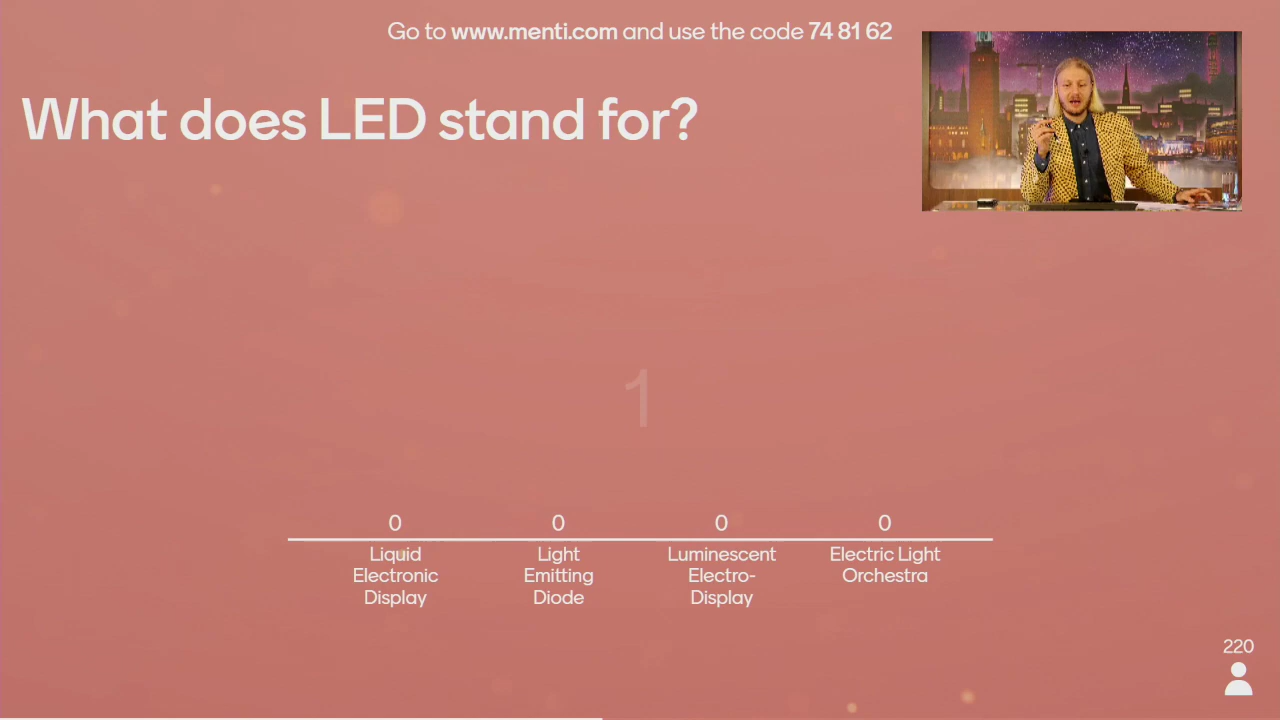 Go to www.menti.com and use the code 74 81 62
What does LED stand for?
1
0 0 0 0
Liquid Electronic Display
Light Emitting Diode
Luminescent Electro-Display
Electric Light Orchestra
220